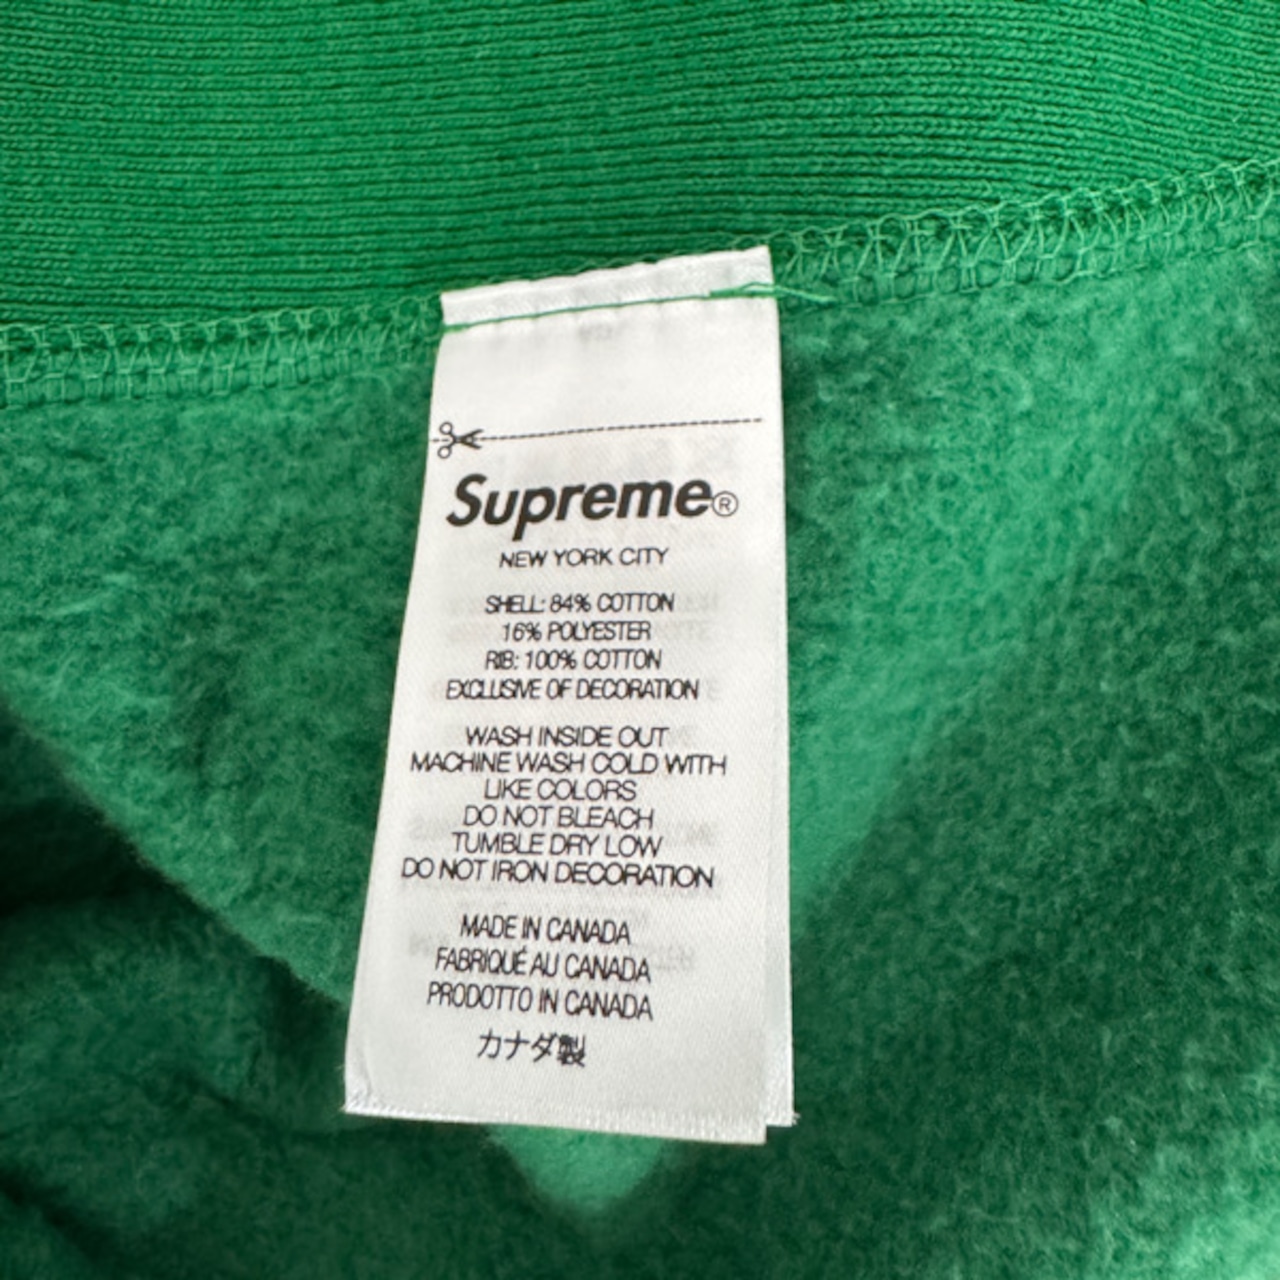 Supreme®
NEW YORK CITY
SHELL: 84% COTTON
16% POLYESTER
RIB: 100% COTTON
EXCLUSIVE OF DECORATION
WASH INSIDE OUT
MACHINE WASH COLD WITH
LIKE COLORS
DO NOT BLEACH
TUMBLE DRY LOW
DO NOT IRON DECORATION
MADE IN CANADA
FABRIQUÉ AU CANADA
PRODOTTO IN CANADA
カナダ製